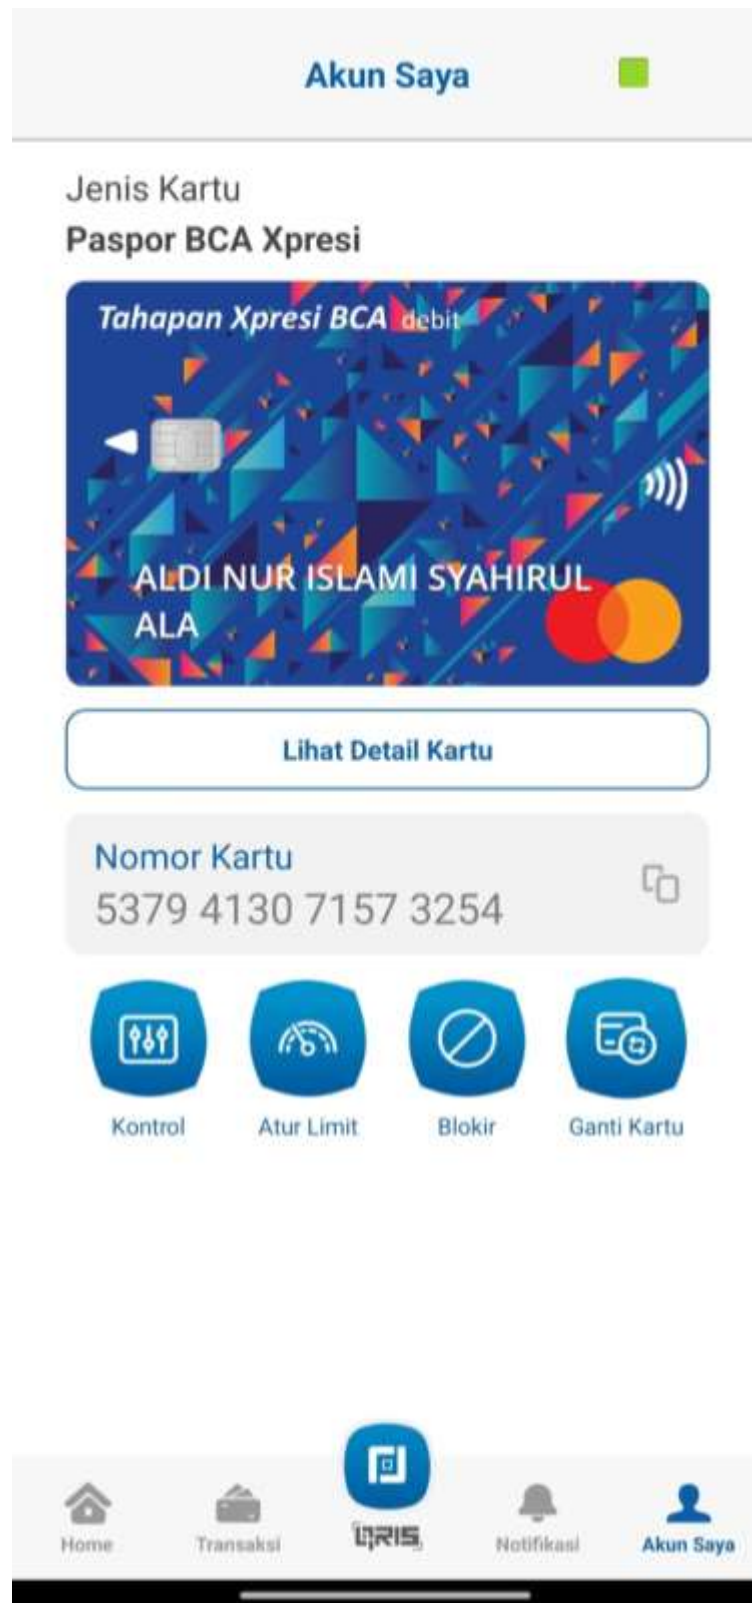 Akun Saya
Jenis Kartu
Paspor BCA Xpresi
Tahapan Xpresi BCA debit
ALDI NUR ISLAMI SYAHIRUL
ALA
Lihat Detail Kartu
Nomor Kartu
5379 4130 7157 3254
Kontrol Atur Limit Blokir Ganti Kartu
Home Transaksi QRIS Notifikasi Akun Saya